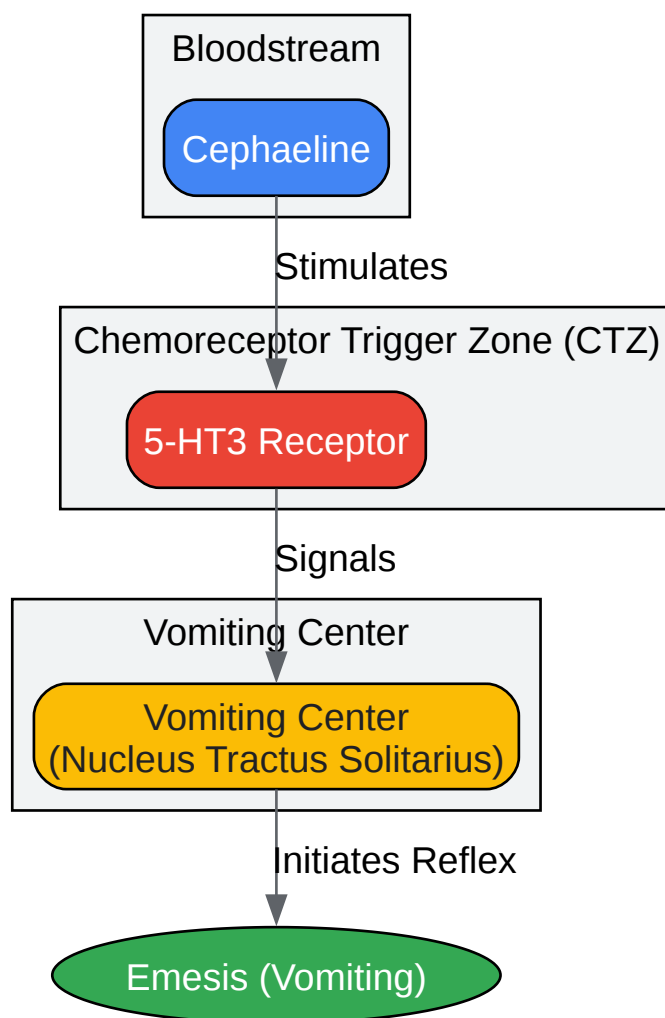 Bloodstream
Cephaeline
Stimulates
Chemoreceptor Trigger Zone (CTZ)
5-HT3 Receptor
Signals
Vomiting Center
Vomiting Center
(Nucleus Tractus Solitarius)
Initiates Reflex
Emesis (Vomiting)